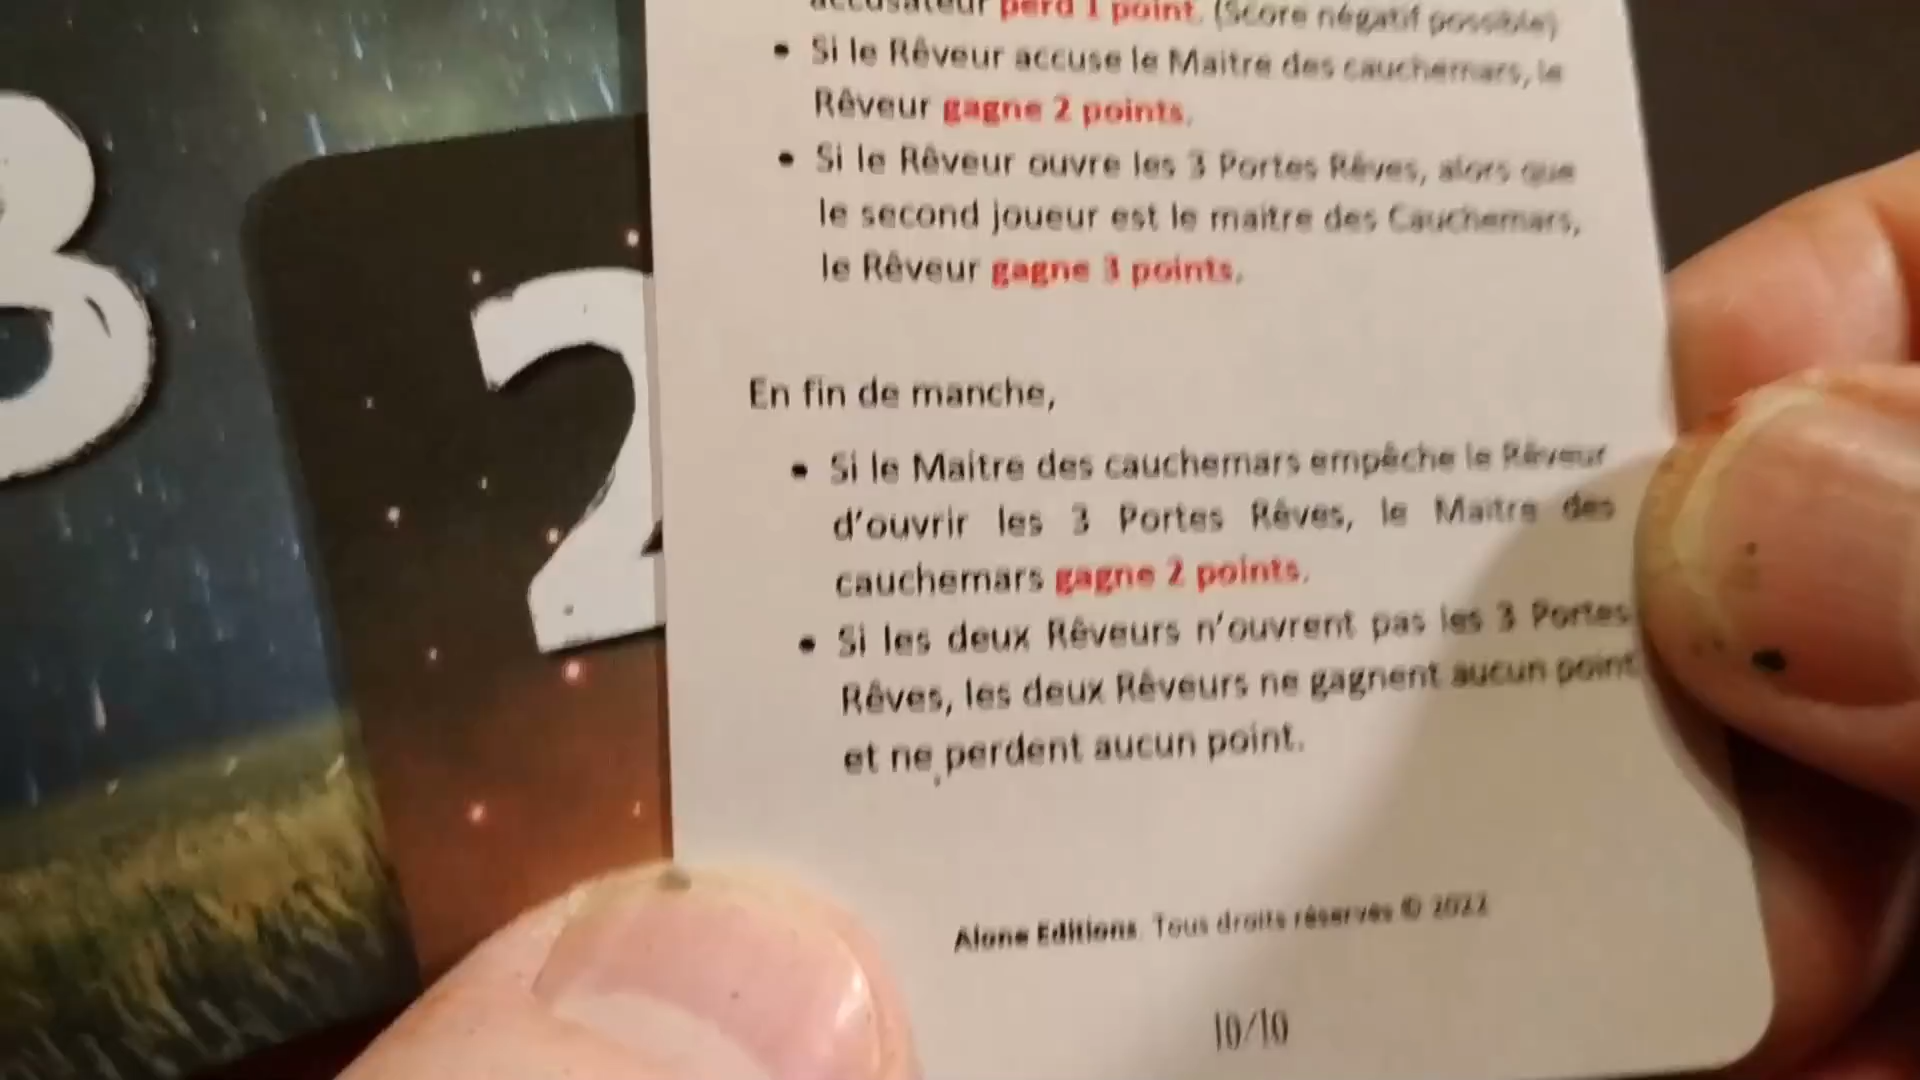 accusateur perd 1 point. (Score négatif possible)
• Si le Rêveur accuse le Maitre des cauchemars, le
Rêveur gagne 2 points.
• Si le Rêveur ouvre les 3 Portes Rêves, alors que
le second joueur est le maitre des Cauchemars,
le Rêveur gagne 3 points.
En fin de manche,
• Si le Maitre des cauchemars empêche le Rêveur
d'ouvrir les 3 Portes Rêves, le Maitre des
cauchemars gagne 2 points.
• Si les deux Rêveurs n'ouvrent pas les 3 Portes
Rêves, les deux Rêveurs ne gagnent aucun point
et ne perdent aucun point.
Alone Editions. Tous droits réservés © 2022
10/10
3
2